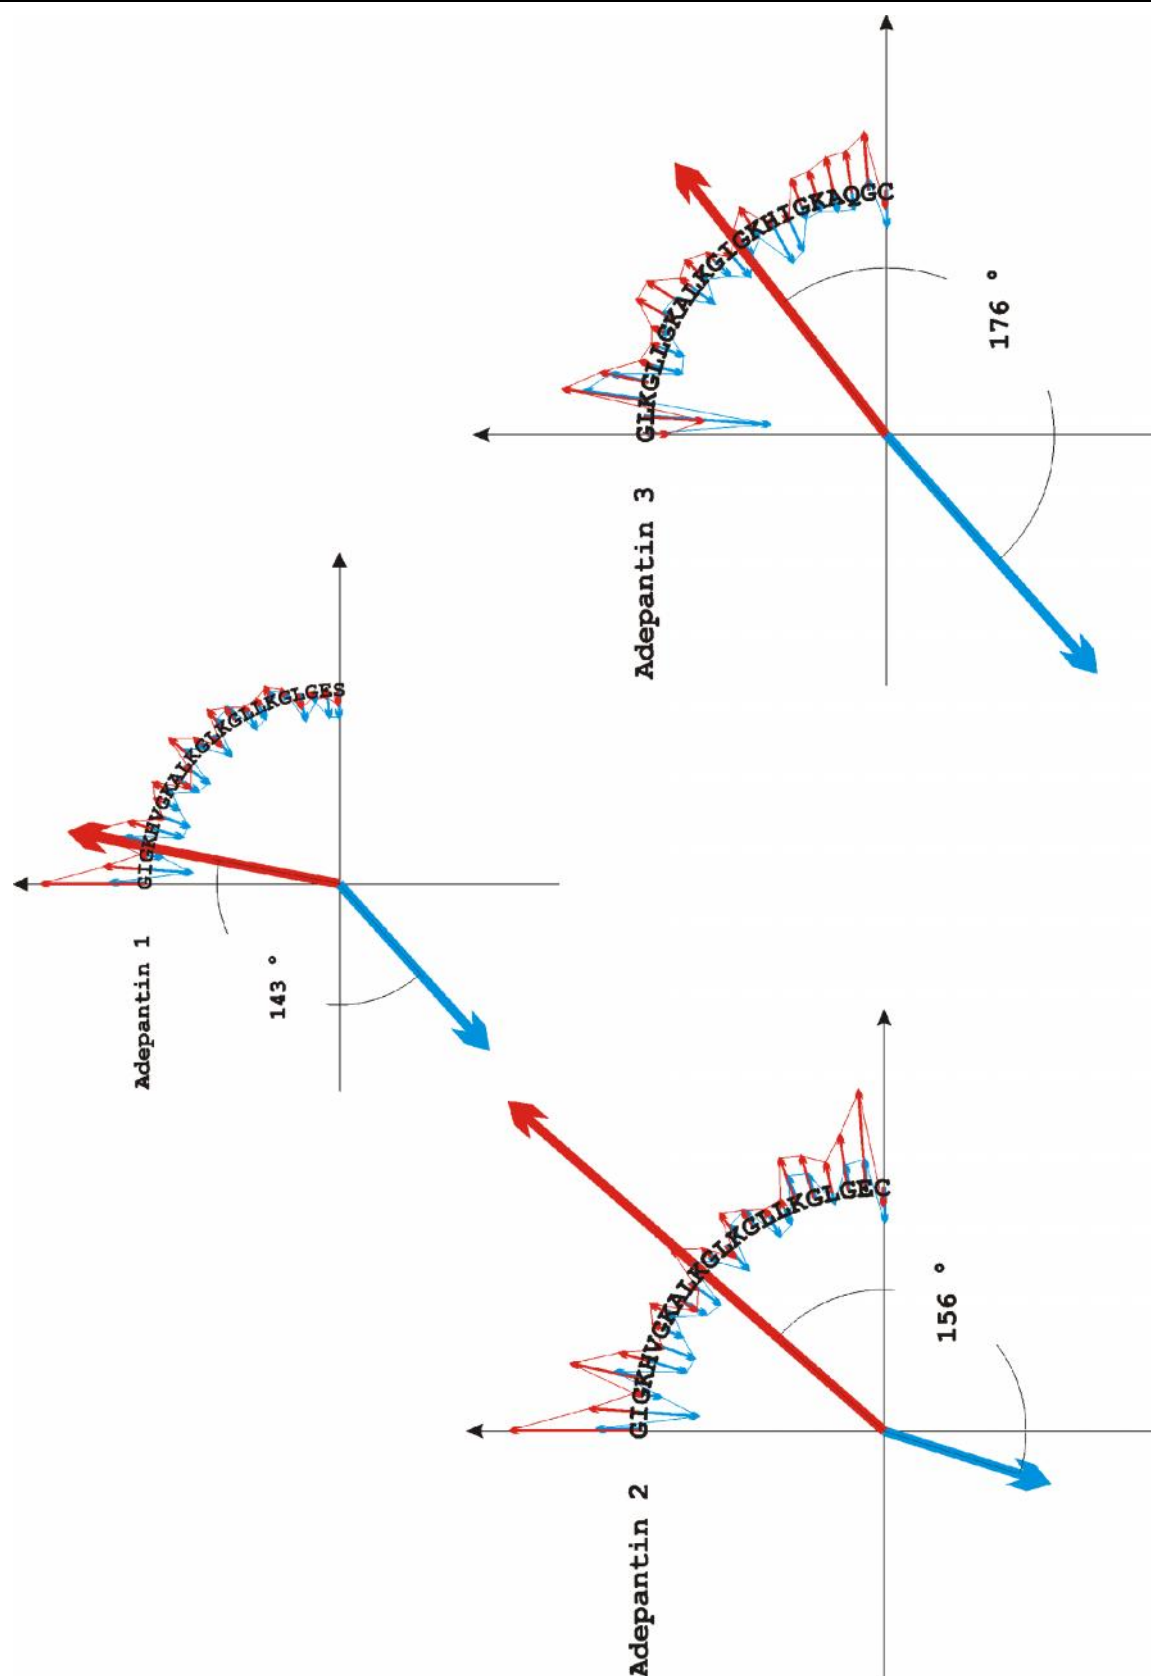 Adepantin 1
GIGKHVGKALKGLKGLLKGLGES
143 °
Adepantin 2
GIGKHVGKALKGLKGLLKGLGEC
156 °
Adepantin 3
GLKGLLGKALKGIGKHIGKAQGC
176 °